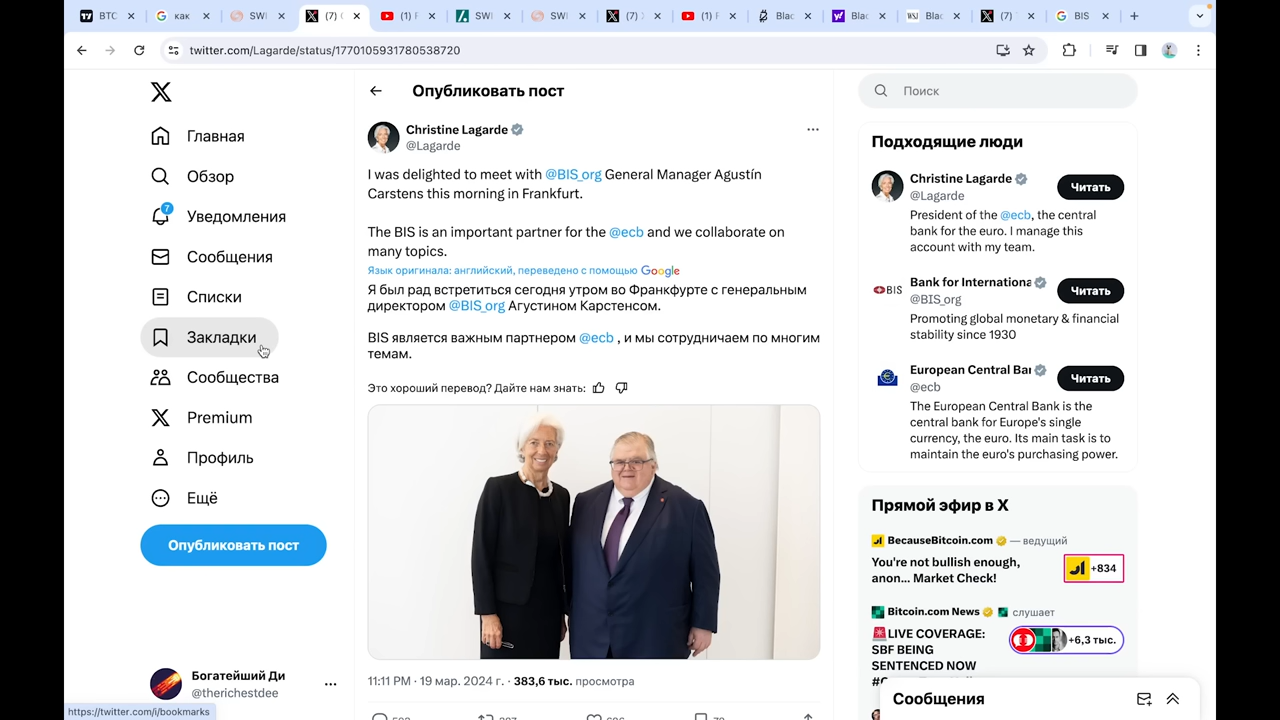 BTC
как
SWI
(7) (
(1) F
SWI
SWI
(7) X
(1) F
Blac
Blac
WSJ
Bla
(7)
BIS
twitter.com/Lagarde/status/1770105931780538720
Главная
Обзор
7
Уведомления
Сообщения
Списки
Закладки
Сообщества
Premium
Профиль
Ещё
Опубликовать пост
Богатейший Ди
@therichestdee
https://twitter.com/i/bookmarks
Опубликовать пост
Christine Lagarde
@Lagarde
I was delighted to meet with @BIS_org General Manager Agustín
Carstens this morning in Frankfurt.
The BIS is an important partner for the @ecb and we collaborate on
many topics.
Язык оригинала: английский, переведено с помощью Google
Я был рад встретиться сегодня утром во Франкфурте с генеральным
директором @BIS_org Агустином Карстенсом.
BIS является важным партнером @ecb , и мы сотрудничаем по многим
темам.
Это хороший перевод? Дайте нам знать:
11:11 PM · 19 мар. 2024 г. · 383,6 тыс. просмотра
Поиск
Подходящие люди
Christine Lagarde
@Lagarde
Читать
President of the @ecb, the central
bank for the euro. I manage this
account with my team.
BIS
Bank for Internationa
@BIS_org
Читать
Promoting global monetary & financial
stability since 1930
European Central Bar
@ecb
Читать
The European Central Bank is the
central bank for Europe's single
currency, the euro. Its main task is to
maintain the euro's purchasing power.
Прямой эфир в X
BecauseBitcoin.com — ведущий
You're not bullish enough,
anon... Market Check!
+834
Bitcoin.com News слушает
LIVE COVERAGE:
SBF BEING
SENTENCED NOW
+6,3 тыс.
Сообщения